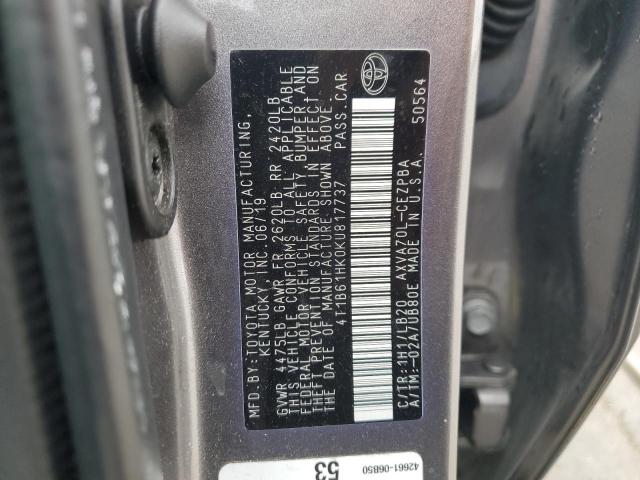 MFD.BY:TOYOTA MOTOR MANUFACTURING,
KENTUCKY, INC. 06/19
GVWR 4475LB GAWR FR 2620LB RR 2420LB
THIS VEHICLE CONFORMS TO ALL APPLICABLE
FEDERAL MOTOR VEHICLE SAFETY, BUMPER, AND
THEFT PREVENTION STANDARDS IN EFFECT ON
THE DATE OF MANUFACTURE SHOWN ABOVE.
4T1B61HK0KU817737 PASS.CAR
C/TR: 1H1/LB20 AXVA70L-CEZPBA
A/TM:-02A/UB80E MADE IN U.S.A.
50564
42661-06B50
53